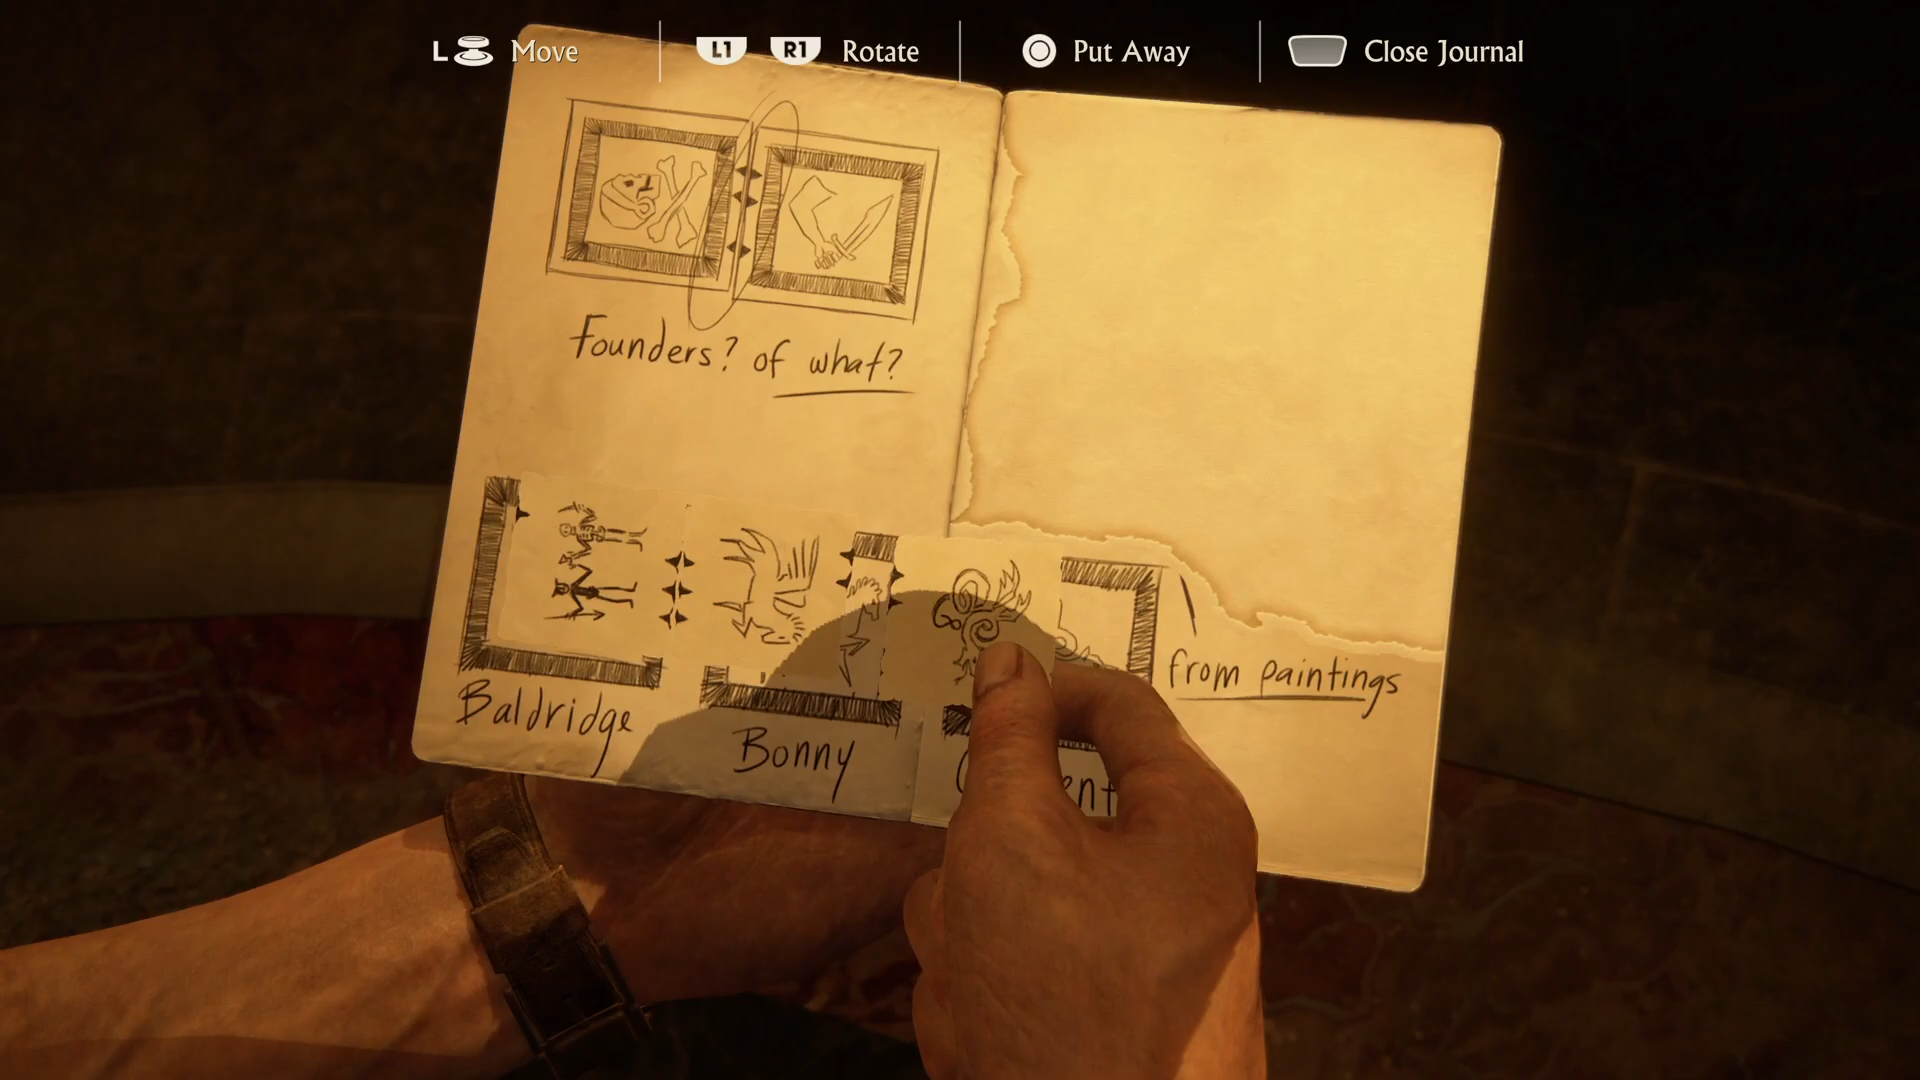 L Move L1 R1 Rotate Put Away Close Journal
Founders? of what?
from paintings
Baldridge
Bonny